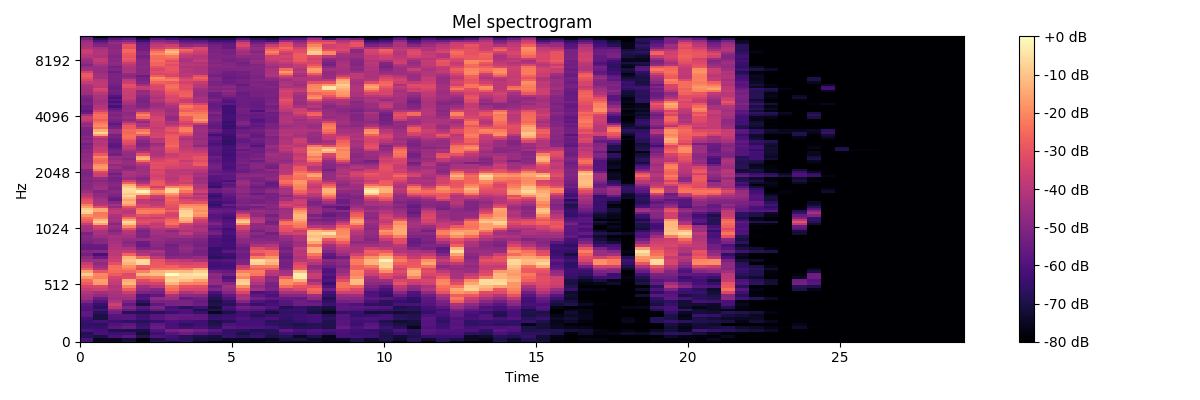 Mel spectrogram
Hz
8192
4096
2048
1024
512
0
0 5 10 15 20 25
Time
+0 dB
-10 dB
-20 dB
-30 dB
-40 dB
-50 dB
-60 dB
-70 dB
-80 dB